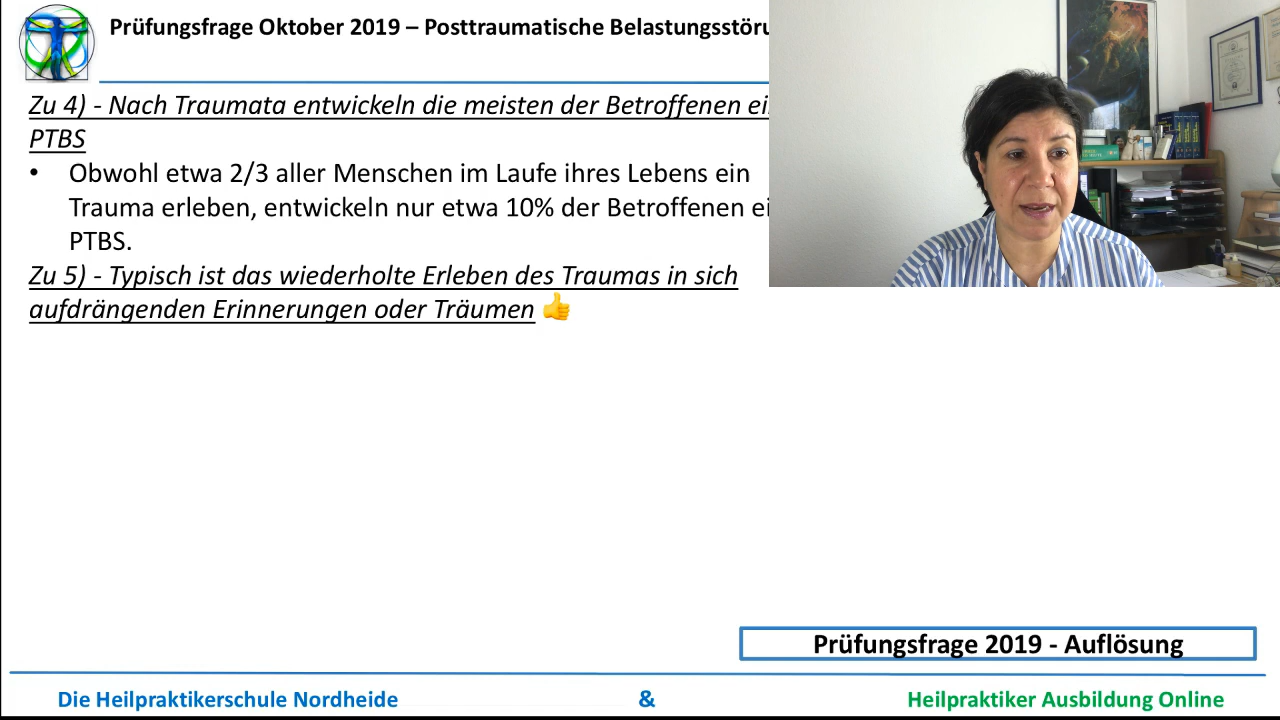 Prüfungsfrage Oktober 2019 – Posttraumatische Belastungsstöru
Zu 4) - Nach Traumata entwickeln die meisten der Betroffenen ei
PTBS
• Obwohl etwa 2/3 aller Menschen im Laufe ihres Lebens ein
Trauma erleben, entwickeln nur etwa 10% der Betroffenen ei
PTBS.
Zu 5) - Typisch ist das wiederholte Erleben des Traumas in sich
aufdrängenden Erinnerungen oder Träumen 👍
Prüfungsfrage 2019 - Auflösung
Die Heilpraktikerschule Nordheide & Heilpraktiker Ausbildung Online